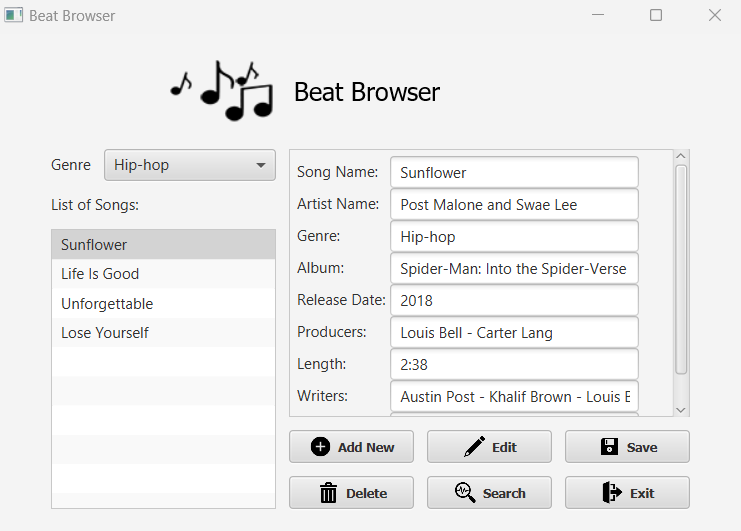 Beat Browser
Beat Browser
Genre Hip-hop
List of Songs:
Sunflower
Life Is Good
Unforgettable
Lose Yourself
Song Name: Sunflower
Artist Name: Post Malone and Swae Lee
Genre: Hip-hop
Album: Spider-Man: Into the Spider-Verse
Release Date: 2018
Producers: Louis Bell - Carter Lang
Length: 2:38
Writers: Austin Post - Khalif Brown - Louis B
Add New Edit Save
Delete Search Exit